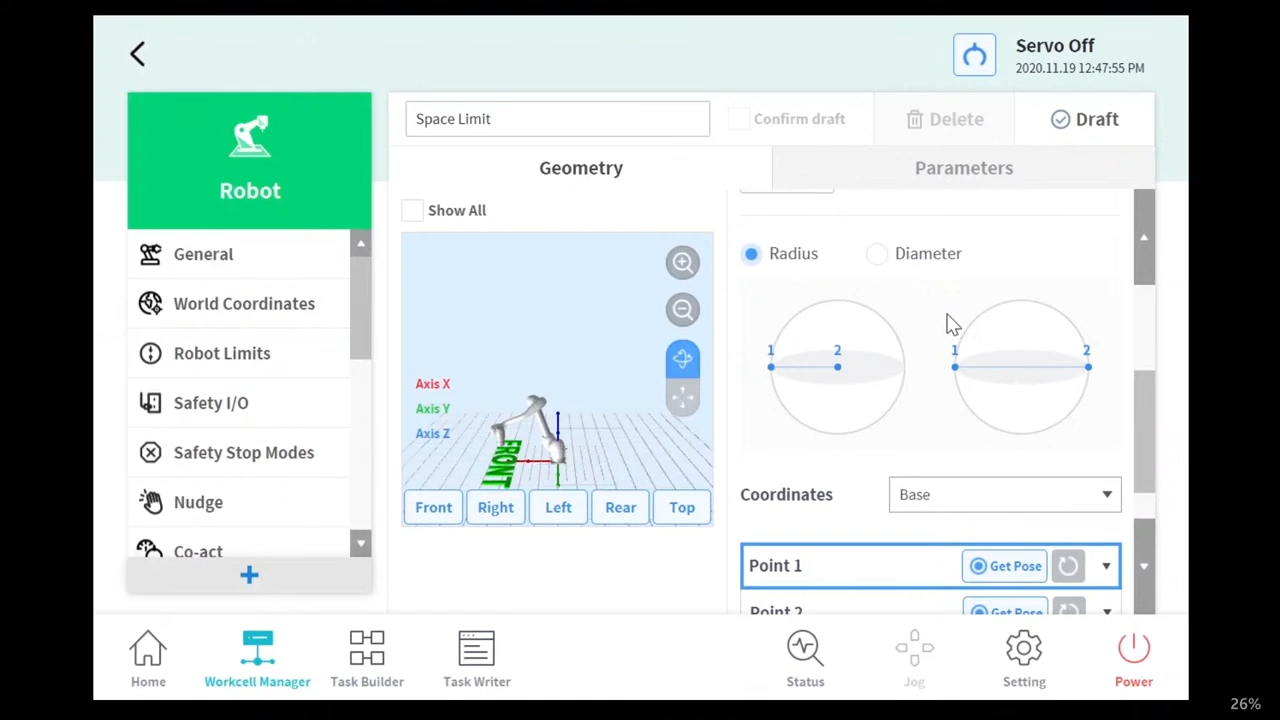 Servo Off
2020.11.19 12:47:55 PM
Robot
General
World Coordinates
Robot Limits
Safety I/O
Safety Stop Modes
Nudge
Co-act
Space Limit
Confirm draft
Delete
Draft
Geometry
Parameters
Show All
Axis X
Axis Y
Axis Z
FRONT
Front Right Left Rear Top
Radius Diameter
1 2 1 2
Coordinates Base
Point 1 Get Pose
Point 2 Get Pose
Home Workcell Manager Task Builder Task Writer Status Jog Setting Power
26%